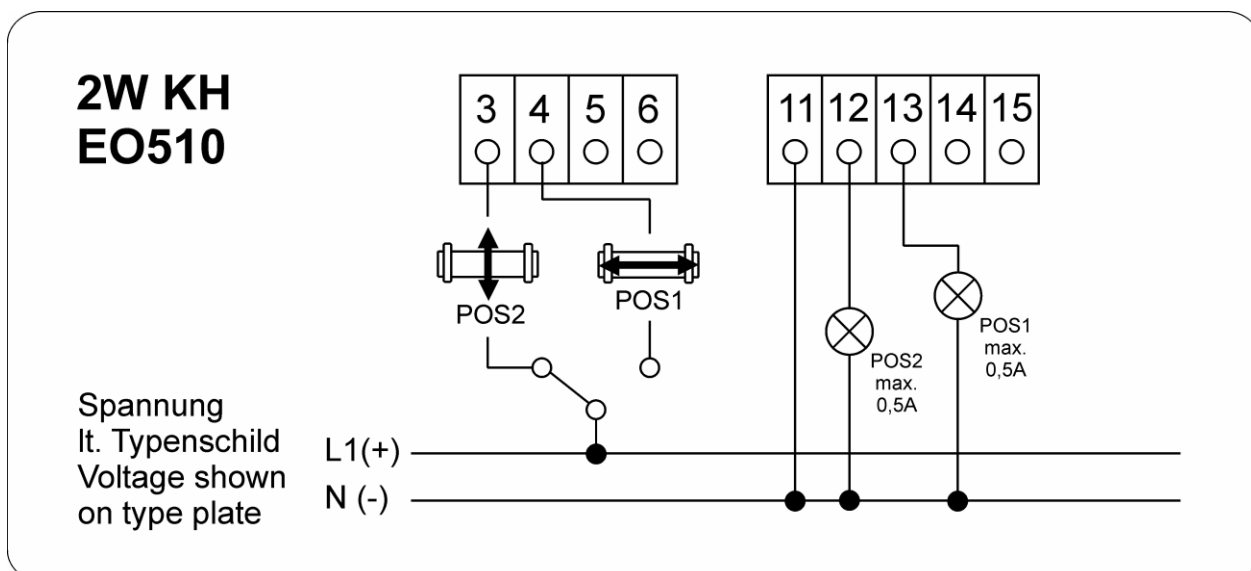 2W KH
EO510
3 4 5 6
11 12 13 14 15
POS2
POS1
POS1
max.
0,5A
POS2
max.
0,5A
Spannung
lt. Typenschild
Voltage shown
on type plate
L1(+)
N (-)